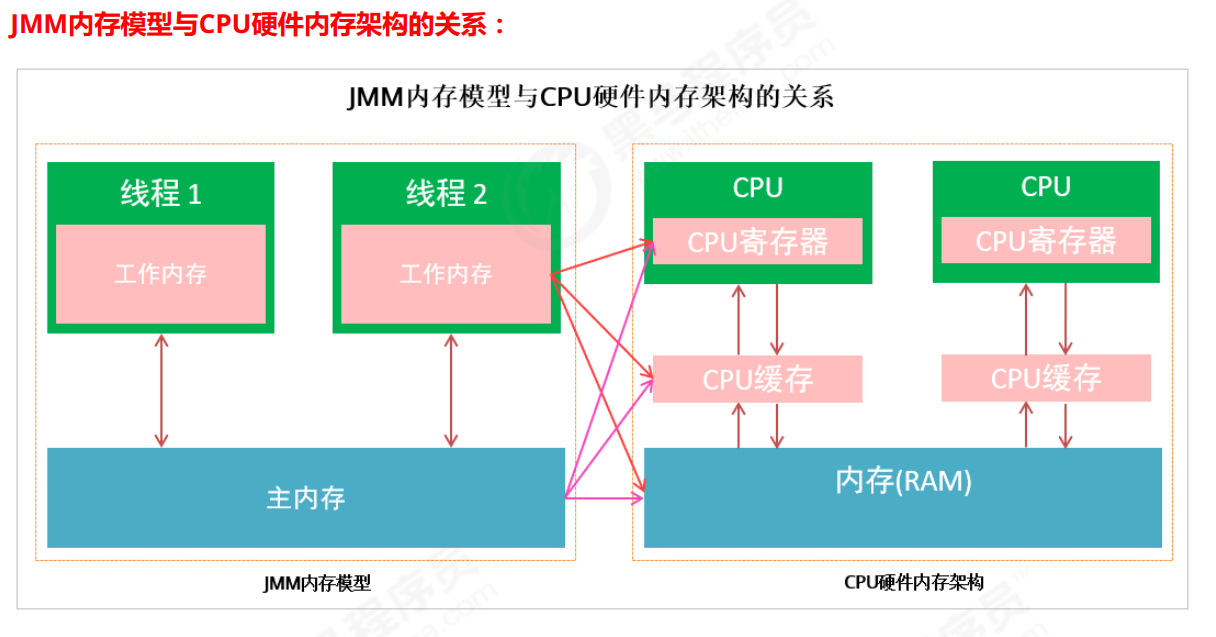 JMM内存模型与CPU硬件内存架构的关系：
JMM内存模型与CPU硬件内存架构的关系
线程 1
线程 2
工作内存
工作内存
主内存
JMM内存模型
CPU
CPU
CPU寄存器
CPU寄存器
CPU缓存
CPU缓存
内存(RAM)
CPU硬件内存架构